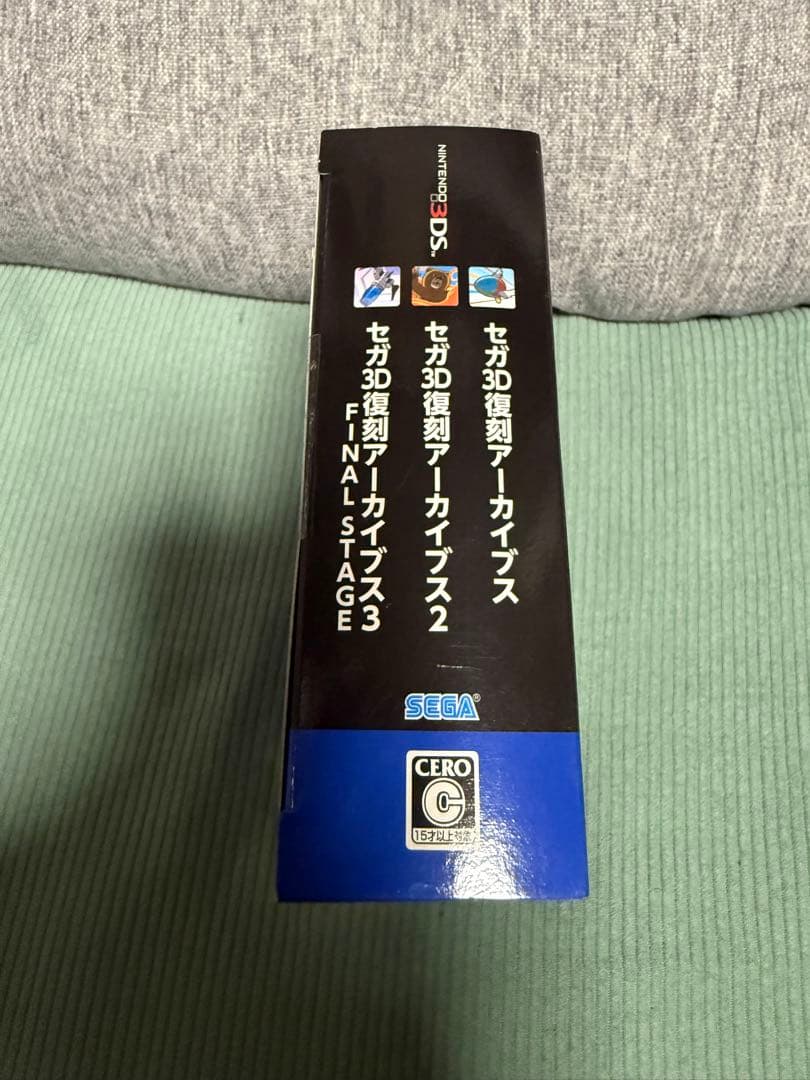 NINTENDO3DS™
セガ3D復刻アーカイブス
セガ3D復刻アーカイブス2
セガ3D復刻アーカイブス3
FINAL STAGE
SEGA®
CERO
C
15才以上対象